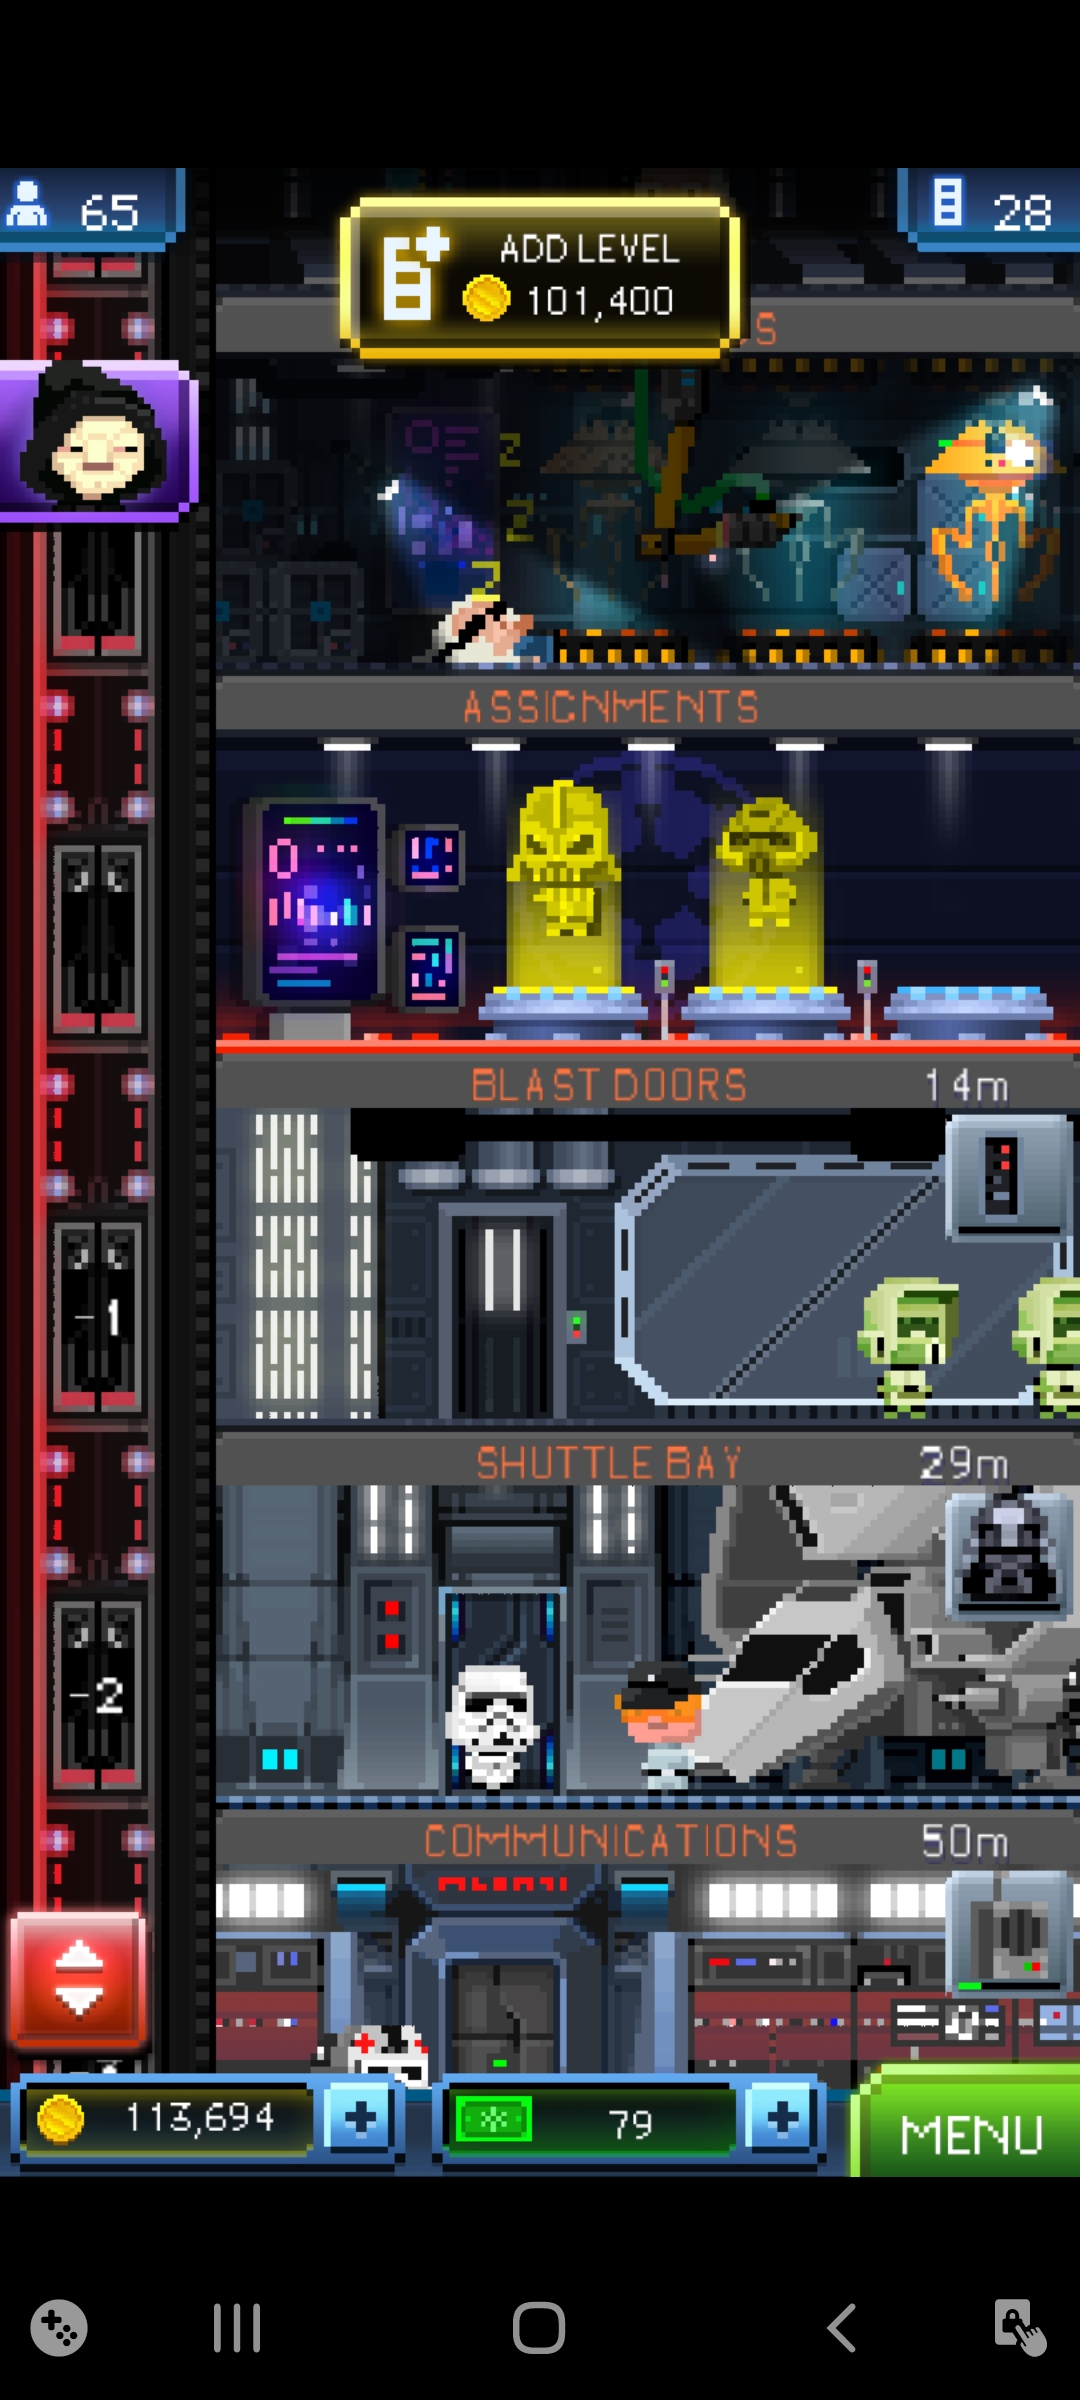 65
ADD LEVEL
101,400
28
S
ASSIGNMENTS
BLAST DOORS 14m
-1
SHUTTLE BAY 29m
-2
COMMUNICATIONS 50m
113,694
79
MENU